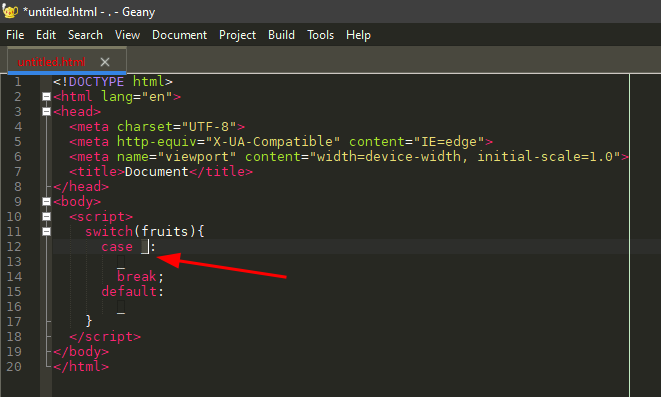 *untitled.html - . - Geany
File Edit Search View Document Project Build Tools Help
untitled.html
1 <!DOCTYPE html>
2 <html lang="en">
3 <head>
4 <meta charset="UTF-8">
5 <meta http-equiv="X-UA-Compatible" content="IE=edge">
6 <meta name="viewport" content="width=device-width, initial-scale=1.0">
7 <title>Document</title>
8 </head>
9 <body>
10 <script>
11 switch(fruits){
12 case _:
13 _
14 break;
15 default:
16 _
17 }
18 </script>
19 </body>
20 </html>